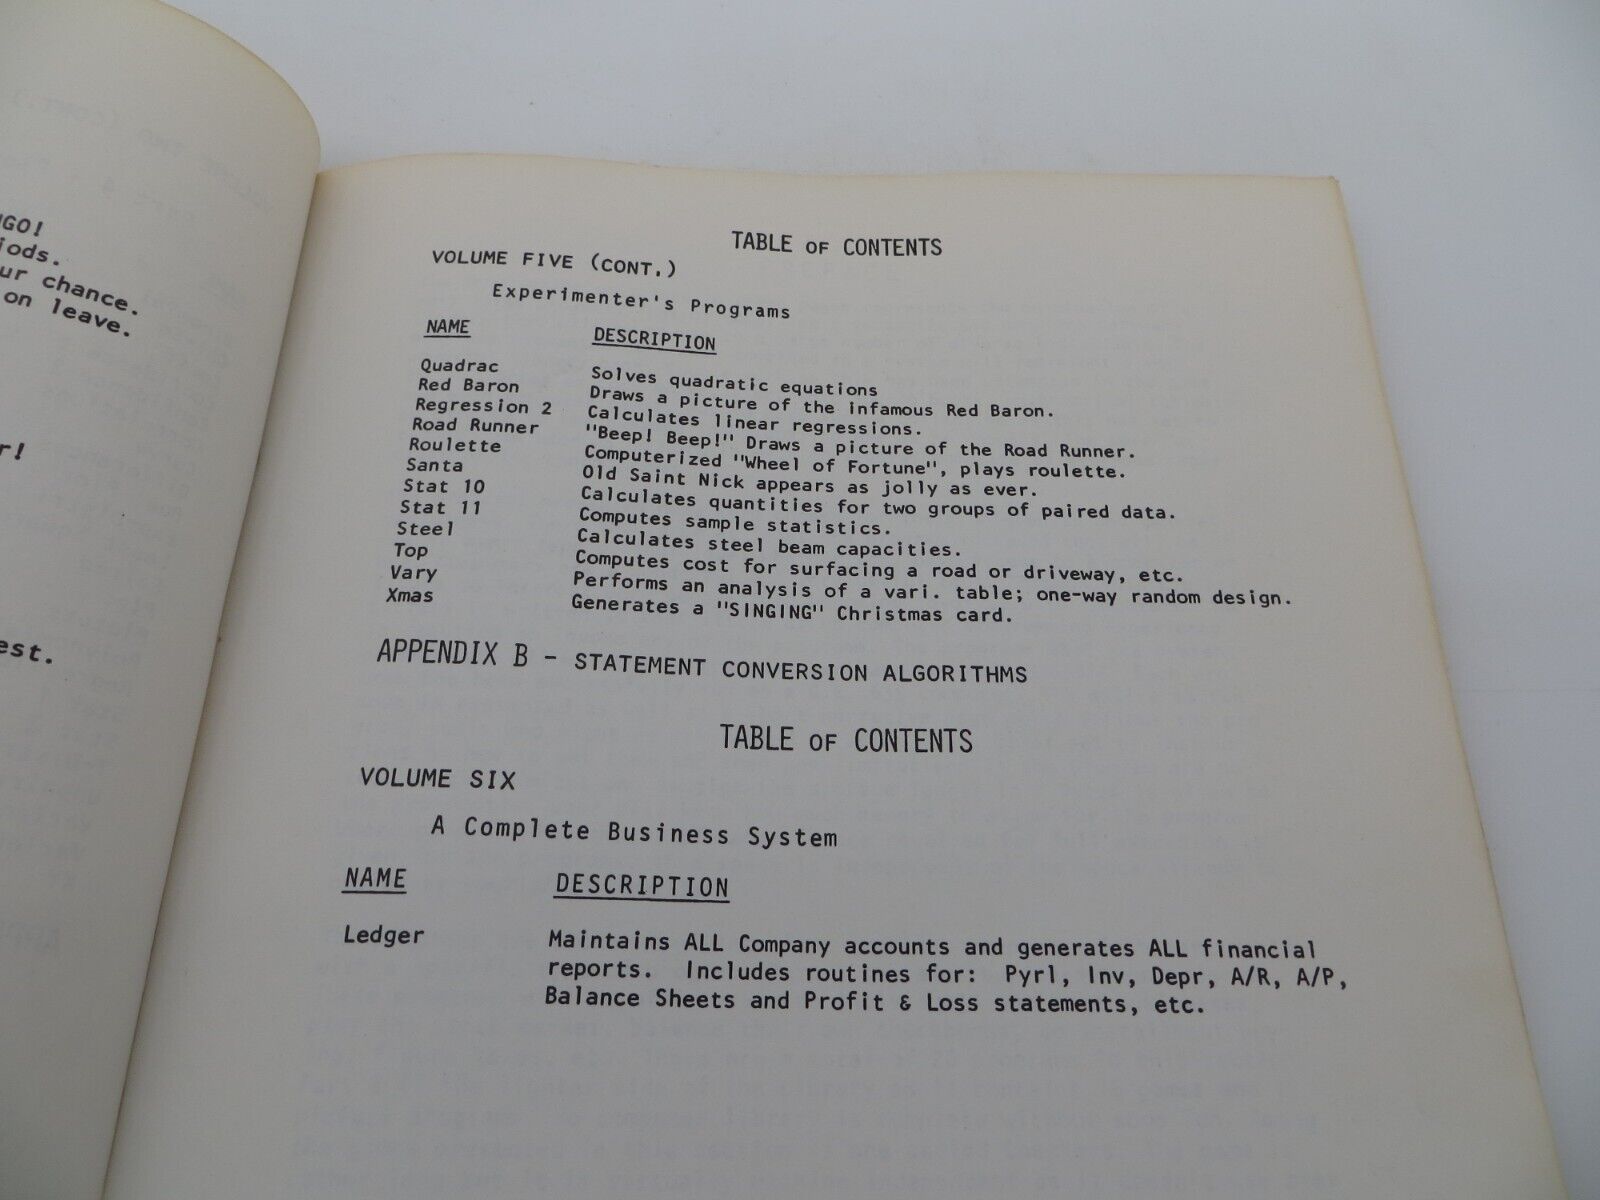 NGO!
iods.
ur chance.
on leave.
r!
est.
TABLE OF CONTENTS
VOLUME FIVE (CONT.)
Experimenter's Programs
NAME DESCRIPTION
Quadrac Solves quadratic equations
Red Baron Draws a picture of the infamous Red Baron.
Regression 2 Calculates linear regressions.
Road Runner "Beep! Beep!" Draws a picture of the Road Runner.
Roulette Computerized "Wheel of Fortune", plays roulette.
Santa Old Saint Nick appears as jolly as ever.
Stat 10 Calculates quantities for two groups of paired data.
Stat 11 Computes sample statistics.
Steel Calculates steel beam capacities.
Top Computes cost for surfacing a road or driveway, etc.
Vary Performs an analysis of a vari. table; one-way random design.
Xmas Generates a "SINGING" Christmas card.
APPENDIX B - STATEMENT CONVERSION ALGORITHMS
TABLE OF CONTENTS
VOLUME SIX
A Complete Business System
NAME DESCRIPTION
Ledger Maintains ALL Company accounts and generates ALL financial
reports. Includes routines for: Pyrl, Inv, Depr, A/R, A/P,
Balance Sheets and Profit & Loss statements, etc.